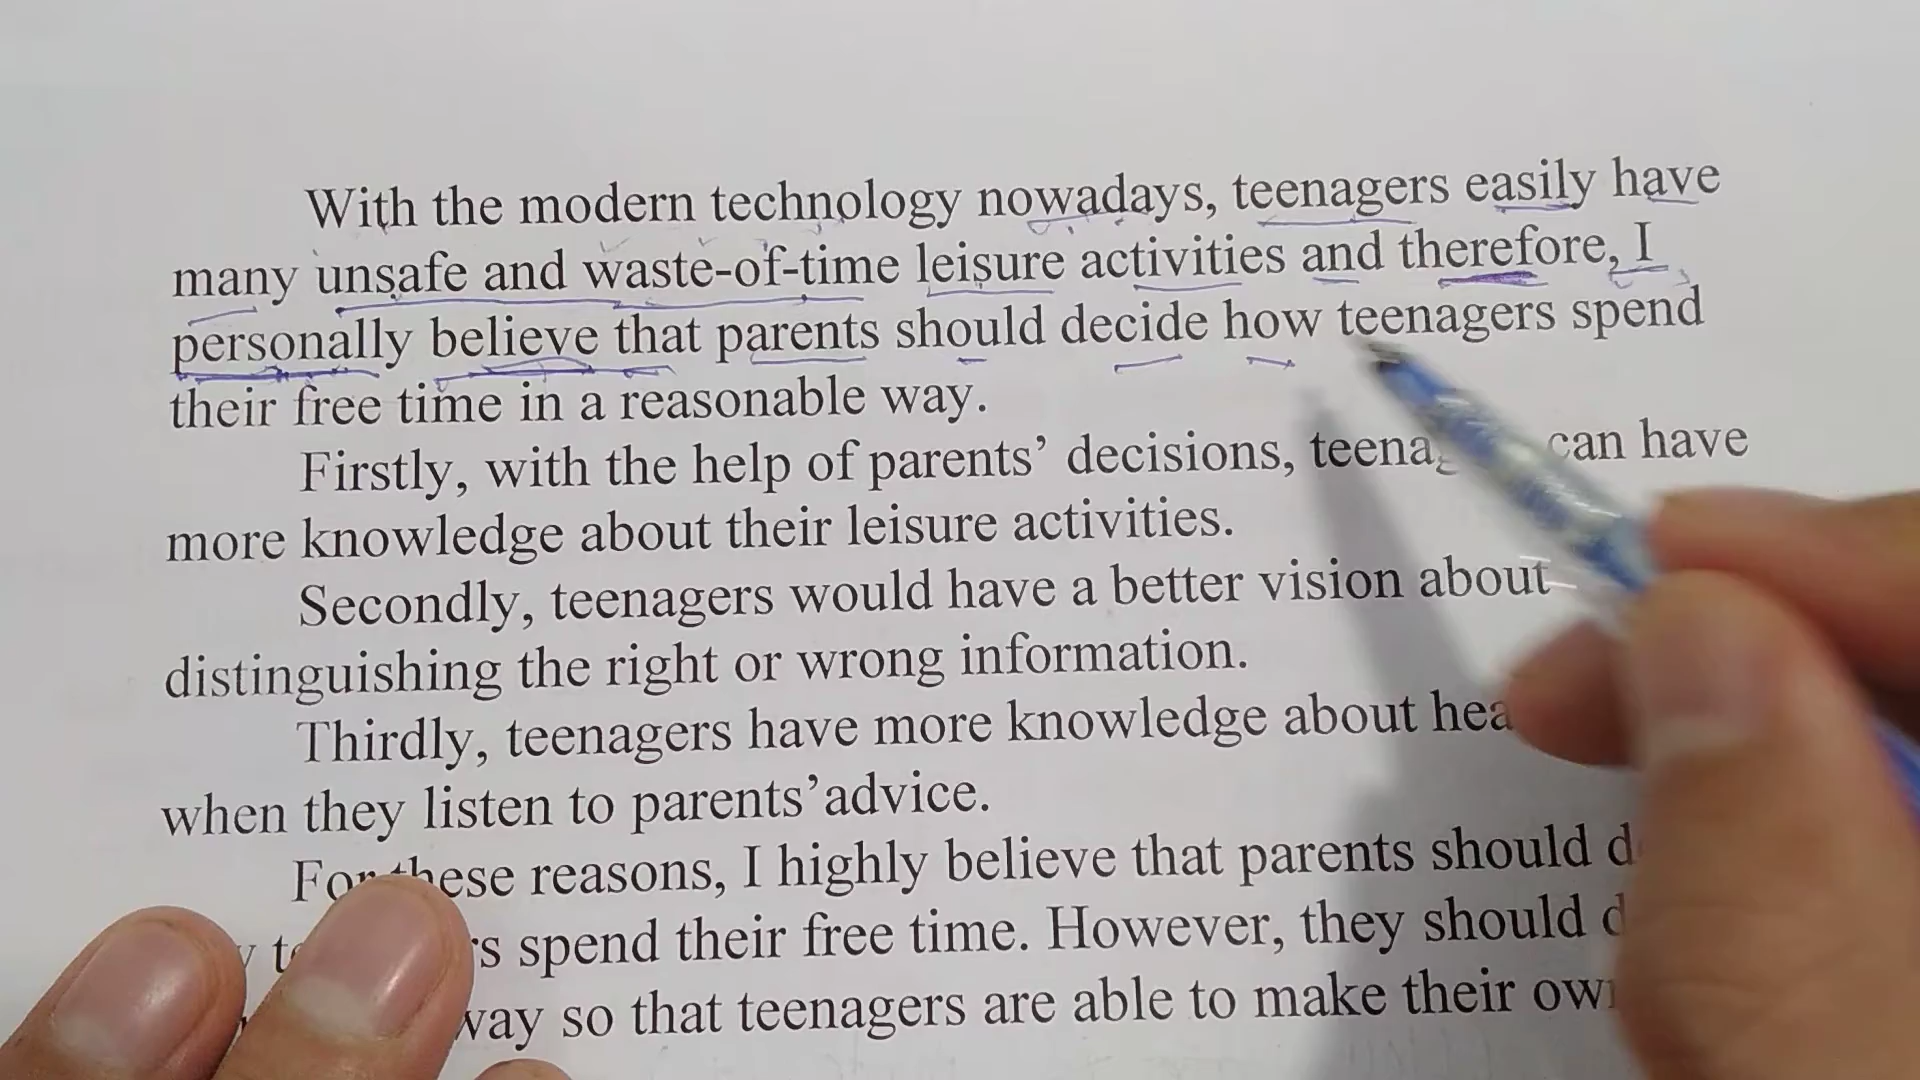 With the modern technology nowadays, teenagers easily have
many unsafe and waste-of-time leisure activities and therefore, I
personally believe that parents should decide how teenagers spend
their free time in a reasonable way.
Firstly, with the help of parents’ decisions, can have
more knowledge about their leisure activities.
Secondly, teenagers would have a better vision about
distinguishing the right or wrong information.
Thirdly, teenagers have more knowledge about
when they listen to parents’advice.
For these reasons, I highly believe that parents should
spend their free time. However, they should
way so that teenagers are able to make their own